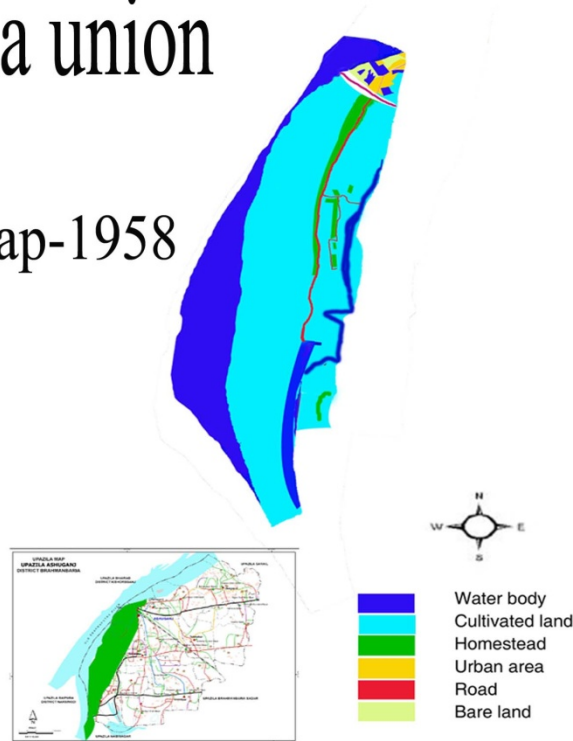 a union
ap-1958
N
W E
S
UPAZILA MAP
UPAZILA ASHUGANJ
DISTRICT BRAHMANBARIA
Water body
Cultivated land
Homestead
Urban area
Road
Bare land